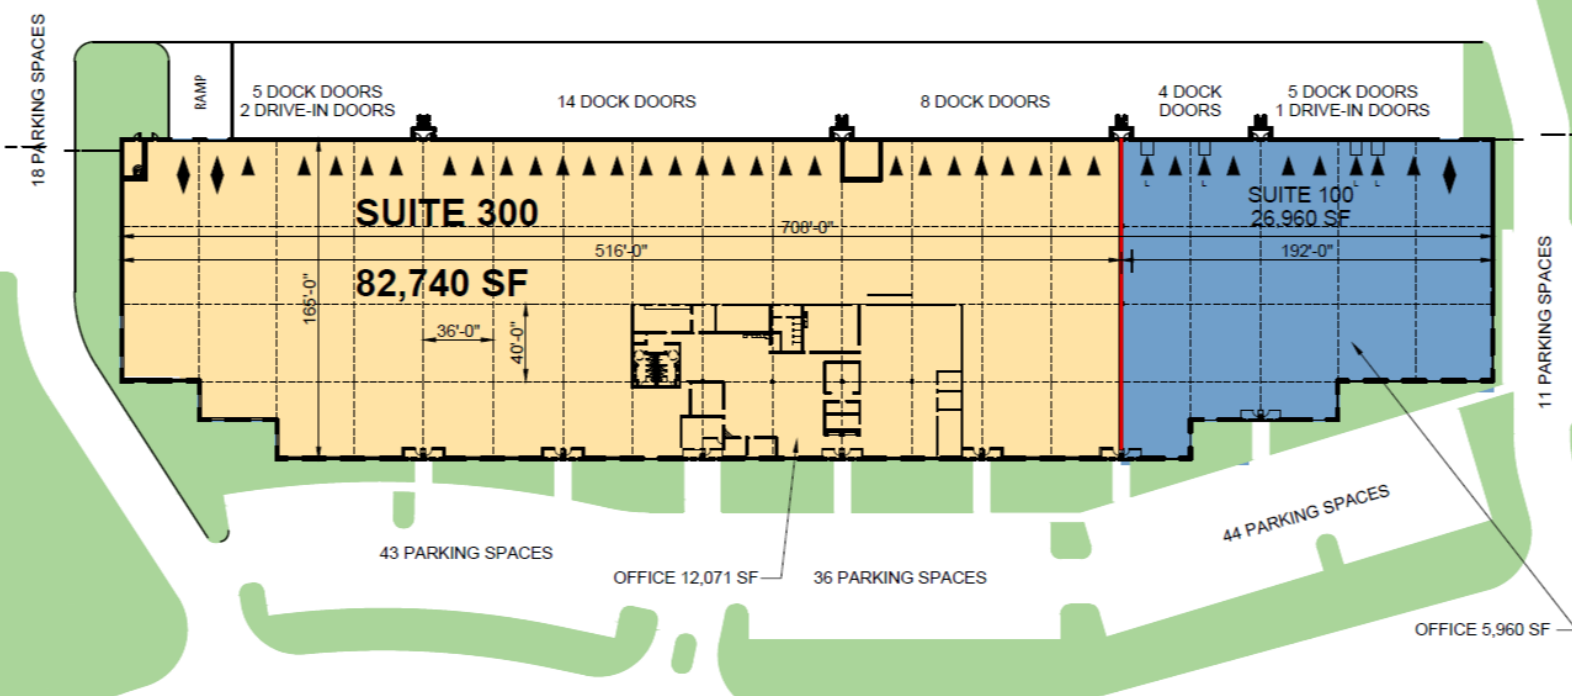 18 PARKING SPACES
RAMP
5 DOCK DOORS
2 DRIVE-IN DOORS
14 DOCK DOORS
8 DOCK DOORS
4 DOCK
DOORS
5 DOCK DOORS
1 DRIVE-IN DOORS
SUITE 300
82,740 SF
SUITE 100
26,960 SF
L
L
L
L
708'-0"
516'-0"
192'-0"
165'-0"
36'-0"
40'-0"
11 PARKING SPACES
43 PARKING SPACES
OFFICE 12,071 SF
36 PARKING SPACES
44 PARKING SPACES
OFFICE 5,960 SF